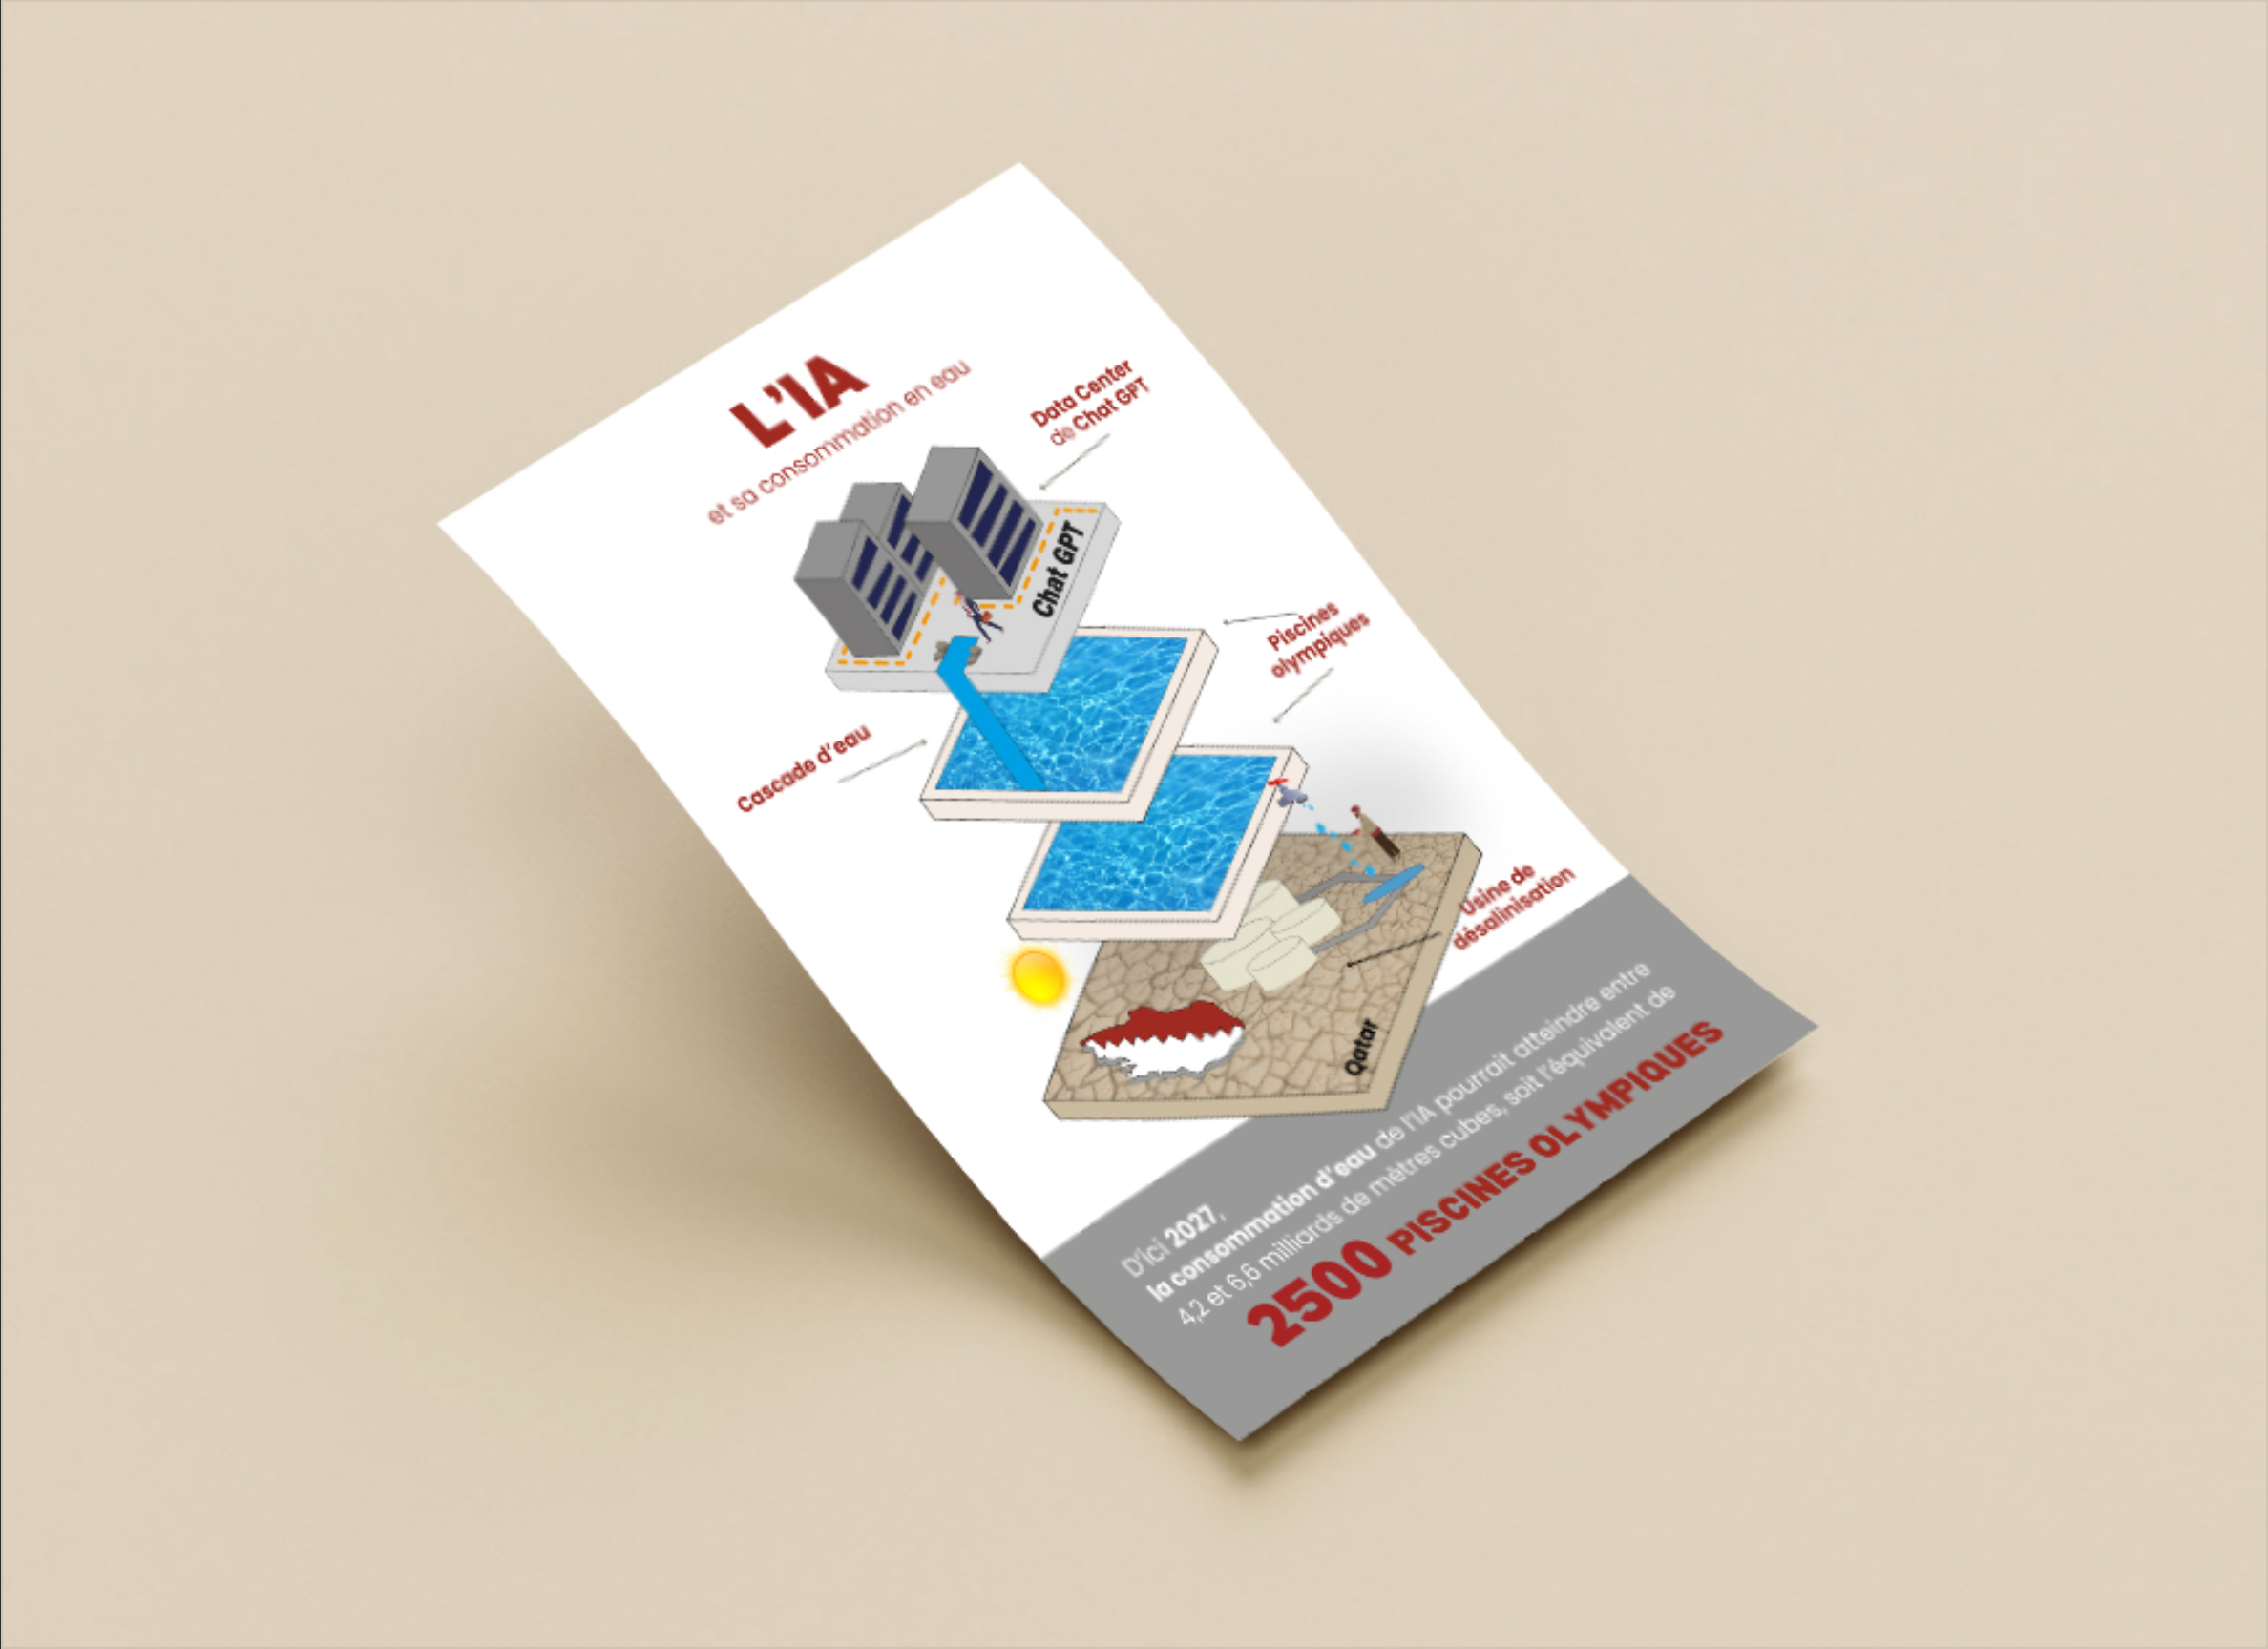 L'IA
et sa consommation en eau
Data Center
de Chat GPT
Chat GPT
Piscines
olympiques
Cascade d'eau
Usine de
désalinisation
Qatar
D'ici 2027,
la consommation d'eau de l'IA pourrait atteindre entre
4,2 et 6,6 milliards de mètres cubes, soit l'équivalent de
2500 PISCINES OLYMPIQUES